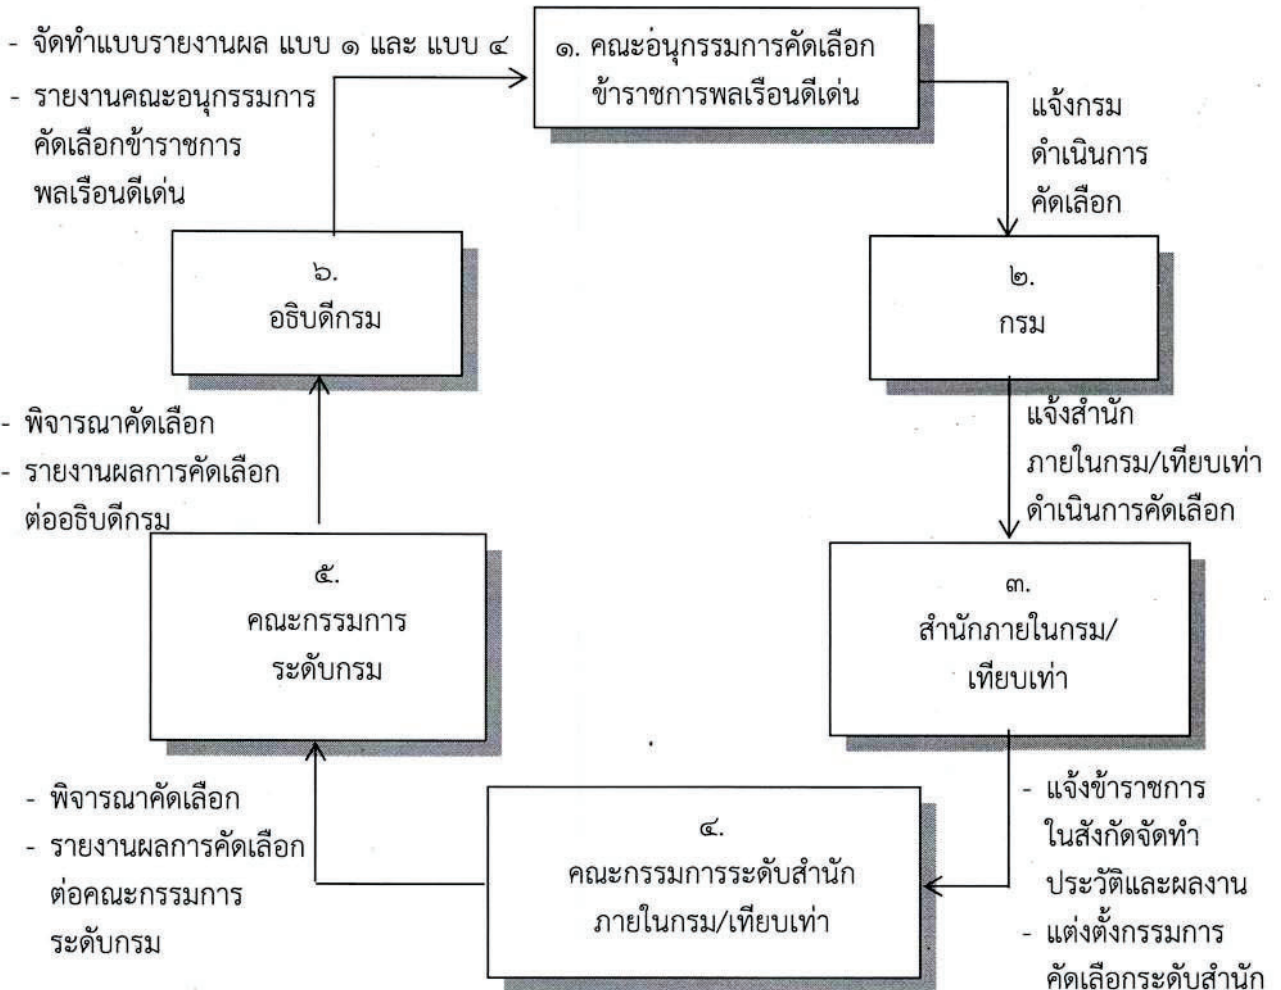 - จัดทำแบบรายงานผล แบบ ๑ และ แบบ ๔
- รายงานคณะอนุกรรมการ
คัดเลือกข้าราชการ
พลเรือนดีเด่น
๑. คณะอนุกรรมการคัดเลือก
ข้าราชการพลเรือนดีเด่น
แจ้งกรม
ดำเนินการ
คัดเลือก
๒.
กรม
แจ้งสำนัก
ภายในกรม/เทียบเท่า
ดำเนินการคัดเลือก
๓.
สำนักภายในกรม/
เทียบเท่า
- แจ้งข้าราชการ
ในสังกัดจัดทำ
ประวัติและผลงาน
- แต่งตั้งกรรมการ
คัดเลือกระดับสำนัก
๔.
คณะกรรมการระดับสำนัก
ภายในกรม/เทียบเท่า
- พิจารณาคัดเลือก
- รายงานผลการคัดเลือก
ต่อคณะกรรมการ
ระดับกรม
๕.
คณะกรรมการ
ระดับกรม
- พิจารณาคัดเลือก
- รายงานผลการคัดเลือก
ต่ออธิบดีกรม
๖.
อธิบดีกรม